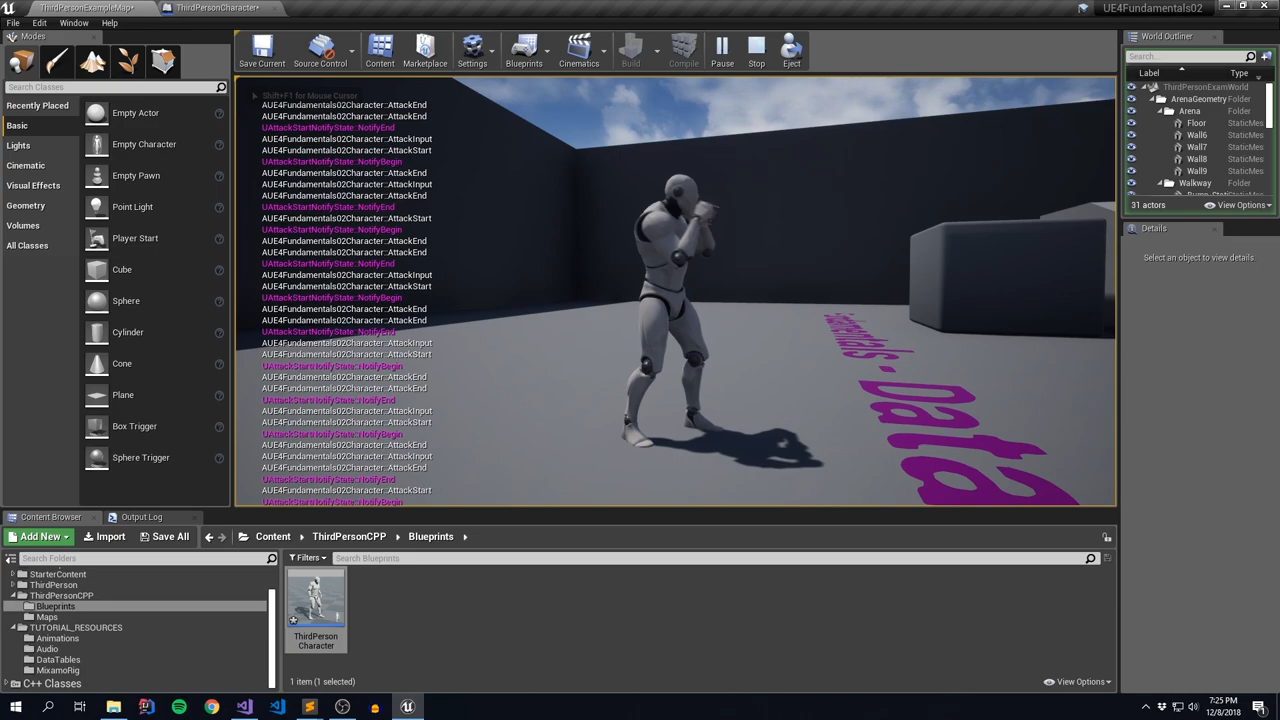 ThirdPersonExampleMap*
ThirdPersonCharacter*
UE4Fundamentals02
File Edit Window Help
Modes
Search Classes
Recently Placed
Basic
Lights
Cinematic
Visual Effects
Geometry
Volumes
All Classes
Empty Actor
Empty Character
Empty Pawn
Point Light
Player Start
Cube
Sphere
Cylinder
Cone
Plane
Box Trigger
Sphere Trigger
Save Current
Source Control
Content
Marketplace
Settings
Blueprints
Cinematics
Build
Compile
Pause
Stop
Eject
Shift+F1 for Mouse Cursor
AUE4Fundamentals02Character::AttackEnd
AUE4Fundamentals02Character::AttackEnd
UAttackStartNotifyState::NotifyEnd
AUE4Fundamentals02Character::AttackInput
AUE4Fundamentals02Character::AttackStart
UAttackStartNotifyState::NotifyBegin
AUE4Fundamentals02Character::AttackEnd
AUE4Fundamentals02Character::AttackInput
AUE4Fundamentals02Character::AttackEnd
UAttackStartNotifyState::NotifyEnd
AUE4Fundamentals02Character::AttackStart
UAttackStartNotifyState::NotifyBegin
AUE4Fundamentals02Character::AttackEnd
AUE4Fundamentals02Character::AttackEnd
UAttackStartNotifyState::NotifyEnd
AUE4Fundamentals02Character::AttackInput
AUE4Fundamentals02Character::AttackStart
UAttackStartNotifyState::NotifyBegin
AUE4Fundamentals02Character::AttackEnd
AUE4Fundamentals02Character::AttackEnd
UAttackStartNotifyState::NotifyEnd
AUE4Fundamentals02Character::AttackInput
AUE4Fundamentals02Character::AttackStart
UAttackStartNotifyState::NotifyBegin
AUE4Fundamentals02Character::AttackEnd
AUE4Fundamentals02Character::AttackEnd
UAttackStartNotifyState::NotifyEnd
AUE4Fundamentals02Character::AttackInput
AUE4Fundamentals02Character::AttackStart
UAttackStartNotifyState::NotifyBegin
AUE4Fundamentals02Character::AttackEnd
AUE4Fundamentals02Character::AttackInput
AUE4Fundamentals02Character::AttackEnd
UAttackStartNotifyState::NotifyEnd
AUE4Fundamentals02Character::AttackStart
UAttackStartNotifyState::NotifyBegin
World Outliner
Search...
Label Type
ThirdPersonExam World
ArenaGeometry Folder
Arena Folder
Floor StaticMes
Wall6 StaticMes
Wall7 StaticMes
Wall8 StaticMes
Wall9 StaticMes
Walkway Folder
31 actors View Options
Details
Select an object to view details.
Content Browser
Output Log
Add New Import Save All Content ThirdPersonCPP Blueprints
Search Folders
Filters Search Blueprints
StarterContent
ThirdPerson
ThirdPersonCPP
Blueprints
Maps
TUTORIAL_RESOURCES
Animations
Audio
DataTables
MixamoRig
C++ Classes
ThirdPerson
Character
1 item (1 selected)
View Options
7:25 PM
12/8/2018